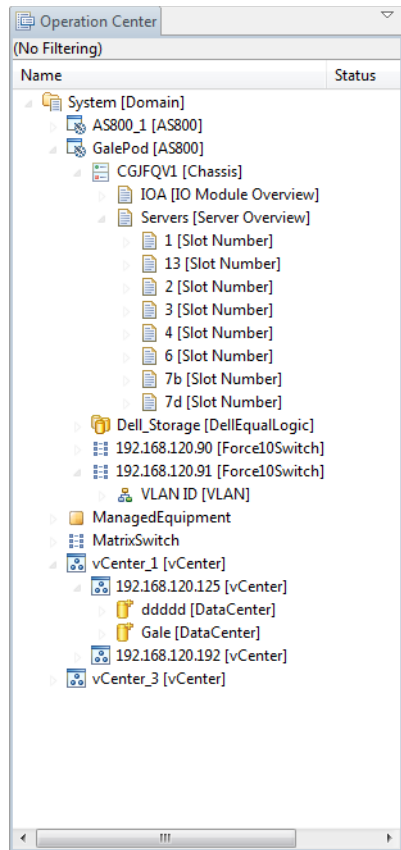 Operation Center
(No Filtering)
Name Status
System [Domain]
AS800_1 [AS800]
GalePod [AS800]
CGJFQV1 [Chassis]
IOA [IO Module Overview]
Servers [Server Overview]
1 [Slot Number]
13 [Slot Number]
2 [Slot Number]
3 [Slot Number]
4 [Slot Number]
6 [Slot Number]
7b [Slot Number]
7d [Slot Number]
Dell_Storage [DellEqualLogic]
192.168.120.90 [Force10Switch]
192.168.120.91 [Force10Switch]
VLAN ID [VLAN]
ManagedEquipment
MatrixSwitch
vCenter_1 [vCenter]
192.168.120.125 [vCenter]
ddddd [DataCenter]
Gale [DataCenter]
192.168.120.192 [vCenter]
vCenter_3 [vCenter]